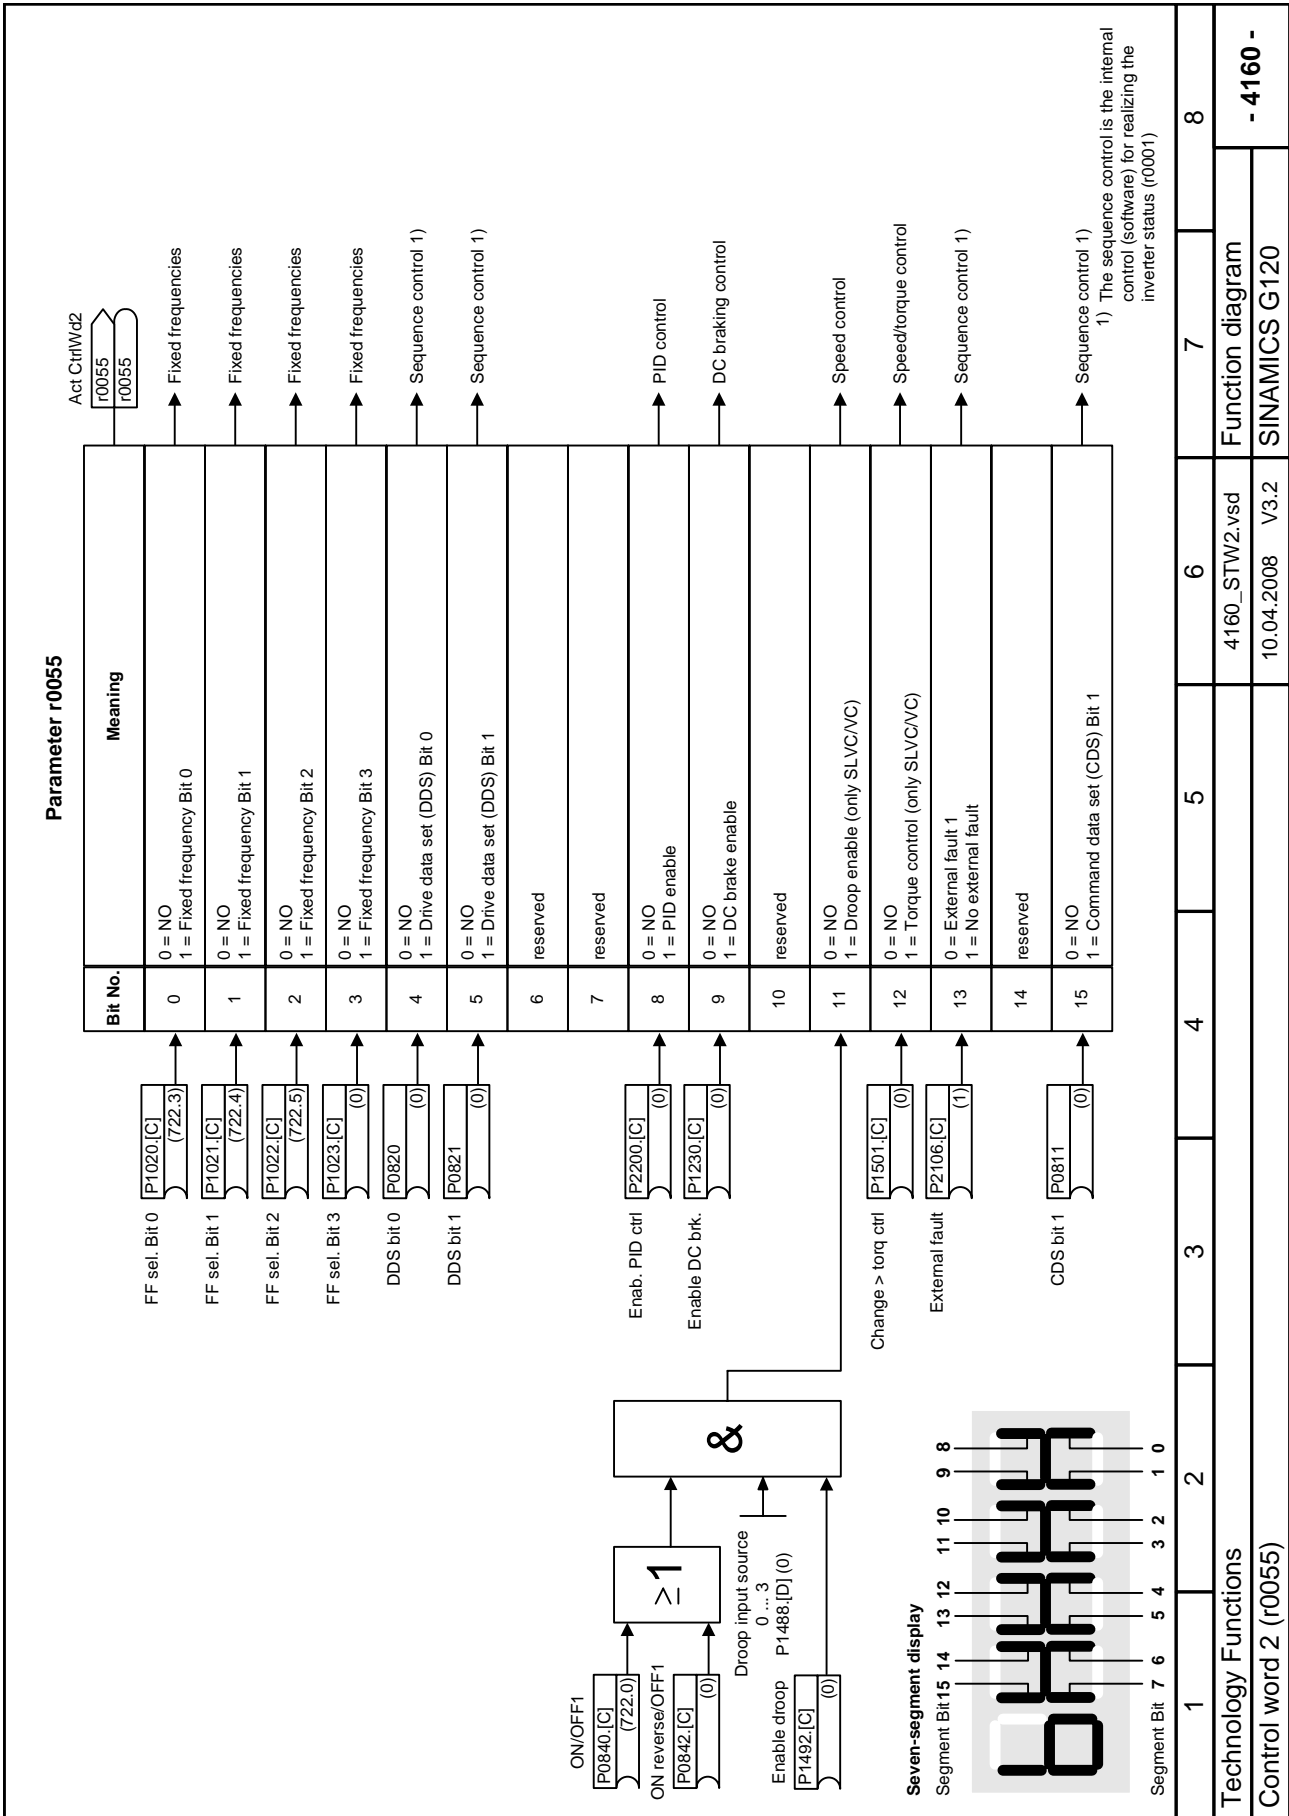 Parameter r0055
Act CtrlWd2
r0055
r0055
Bit No.
Meaning
FF sel. Bit 0
P1020.[C]
(722.3)
0
0 = NO
1 = Fixed frequency Bit 0
Fixed frequencies
FF sel. Bit 1
P1021.[C]
(722.4)
1
0 = NO
1 = Fixed frequency Bit 1
Fixed frequencies
FF sel. Bit 2
P1022.[C]
(722.5)
2
0 = NO
1 = Fixed frequency Bit 2
Fixed frequencies
FF sel. Bit 3
P1023.[C]
(0)
3
0 = NO
1 = Fixed frequency Bit 3
Fixed frequencies
DDS bit 0
P0820
(0)
4
0 = NO
1 = Drive data set (DDS) Bit 0
Sequence control 1)
DDS bit 1
P0821
(0)
5
0 = NO
1 = Drive data set (DDS) Bit 1
Sequence control 1)
6
reserved
7
reserved
Enab. PID ctrl
P2200.[C]
(0)
8
0 = NO
1 = PID enable
PID control
Enable DC brk.
P1230.[C]
(0)
9
0 = NO
1 = DC brake enable
DC braking control
10
reserved
ON/OFF1
P0840.[C]
(722.0)
ON reverse/OFF1
P0842.[C]
(0)
≥1
Droop input source
0 ... 3
P1488.[D] (0)
Enable droop
P1492.[C]
(0)
&
11
0 = NO
1 = Droop enable (only SLVC/VC)
Speed control
Change > torq ctrl
P1501.[C]
(0)
12
0 = NO
1 = Torque control (only SLVC/VC)
Speed/torque control
External fault
P2106.[C]
(1)
13
0 = External fault 1
1 = No external fault
Sequence control 1)
14
reserved
CDS bit 1
P0811
(0)
15
0 = NO
1 = Command data set (CDS) Bit 1
Sequence control 1)
1) The sequence control is the internal
control (software) for realizing the
inverter status (r0001)
Seven-segment display
Segment Bit 15 14 13 12 11 10 9 8
Segment Bit 7 6 5 4 3 2 1 0
1 2 3 4 5 6 7 8
Technology Functions
4160_STW2.vsd
Function diagram
- 4160 -
Control word 2 (r0055)
10.04.2008 V3.2
SINAMICS G120